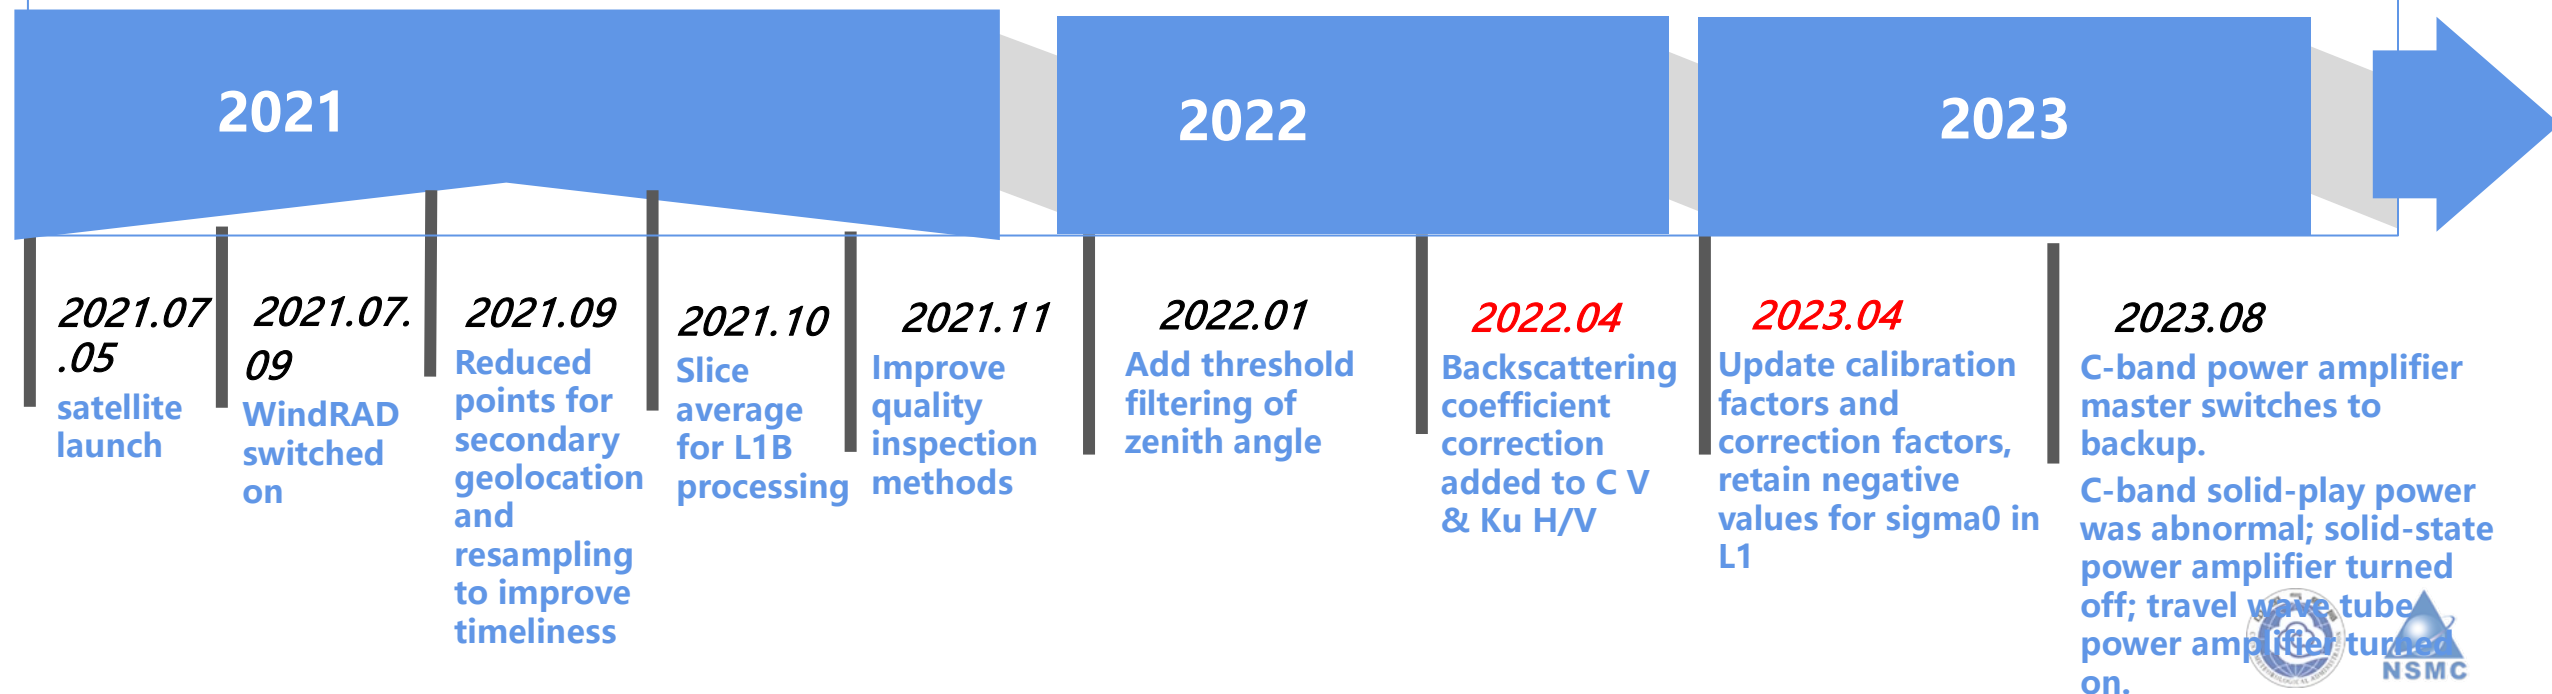 2021
2022
2023
2021.07
.05
satellite
launch
2021.07.
09
WindRAD
switched
on
2021.09
Reduced
points for
secondary
geolocation
and
resampling
to improve
timeliness
2021.10
Slice
average
for L1B
processing
2021.11
Improve
quality
inspection
methods
2022.01
Add threshold
filtering of
zenith angle
2022.04
Backscattering
coefficient
correction
added to C V
& Ku H/V
2023.04
Update calibration
factors and
correction factors,
retain negative
values for sigma0 in
L1
2023.08
C-band power amplifier
master switches to
backup.
C-band solid-play power
was abnormal; solid-state
power amplifier turned
off; travel wave tube
power amplifier turned
on.
NSMC